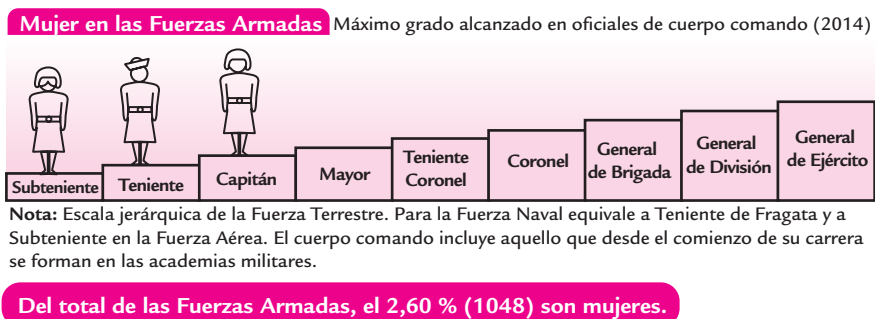 Mujer en las Fuerzas Armadas Máximo grado alcanzado en oficiales de cuerpo comando (2014)
Subteniente
Teniente
Capitán
Mayor
Teniente
Coronel
Coronel
General
de Brigada
General
de División
General
de Ejército
Nota: Escala jerárquica de la Fuerza Terrestre. Para la Fuerza Naval equivale a Teniente de Fragata y a
Subteniente en la Fuerza Aérea. El cuerpo comando incluye aquello que desde el comienzo de su carrera
se forman en las academias militares.
Del total de las Fuerzas Armadas, el 2,60 % (1048) son mujeres.